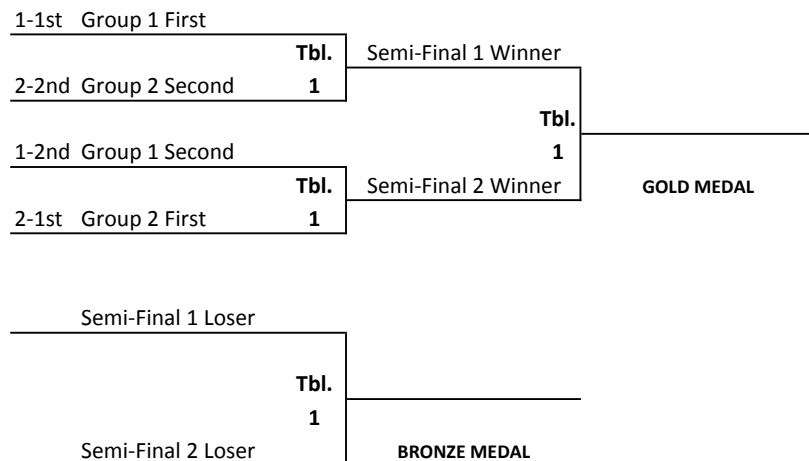 1-1st Group 1 First
Tbl. Semi-Final 1 Winner
2-2nd Group 2 Second 1
Tbl.
1-2nd Group 1 Second 1
Tbl. Semi-Final 2 Winner GOLD MEDAL
2-1st Group 2 First 1
Semi-Final 1 Loser
Tbl.
1
Semi-Final 2 Loser BRONZE MEDAL